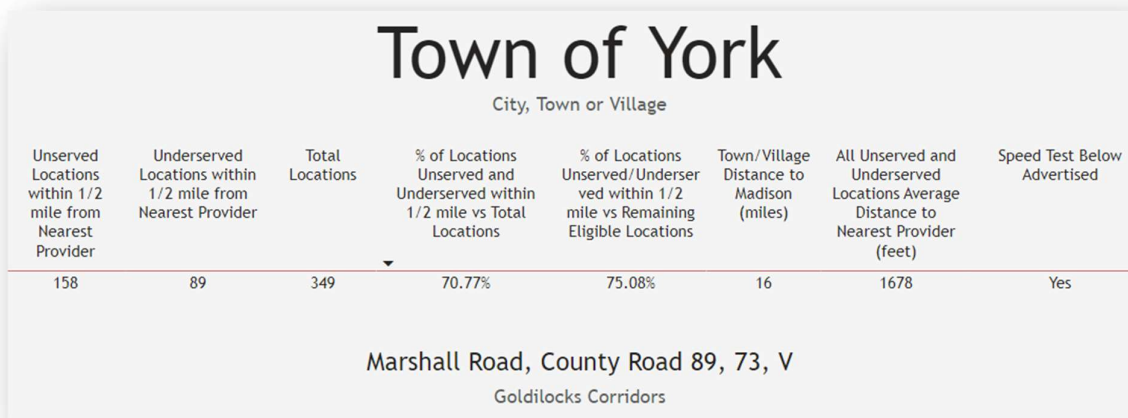 Town of York
City, Town or Village
Unserved
Locations
within 1/2
mile from
Nearest
Provider
Underserved
Locations within
1/2 mile from
Nearest Provider
Total
Locations
% of Locations
Unserved and
Underserved within
1/2 mile vs Total
Locations
% of Locations
Unserved/Underser
ved within 1/2
mile vs Remaining
Eligible Locations
Town/Village
Distance to
Madison
(miles)
All Unserved and
Underserved
Locations Average
Distance to
Nearest Provider
(feet)
Speed Test Below
Advertised
158 89 349 70.77% 75.08% 16 1678 Yes
Marshall Road, County Road 89, 73, V
Goldilocks Corridors